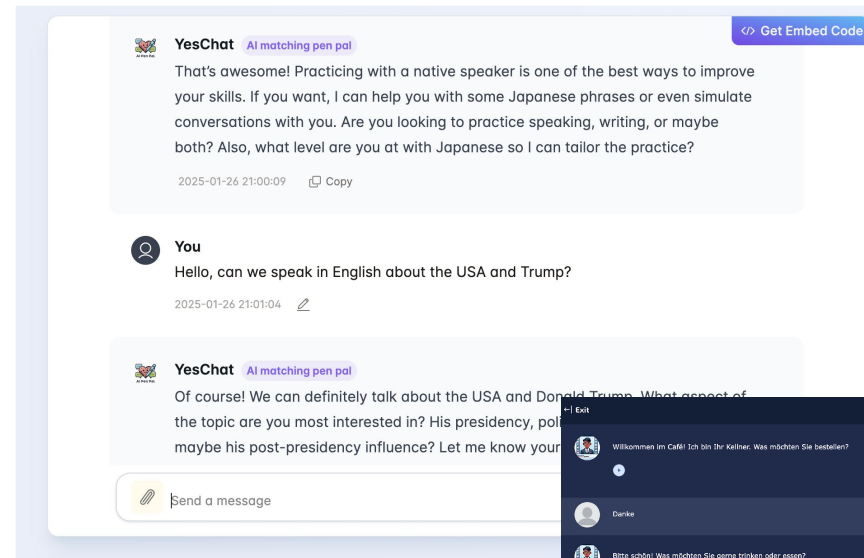 </> Get Embed Code
YesChat AI matching pen pal
AI Pen Pal
That's awesome! Practicing with a native speaker is one of the best ways to improve
your skills. If you want, I can help you with some Japanese phrases or even simulate
conversations with you. Are you looking to practice speaking, writing, or maybe
both? Also, what level are you at with Japanese so I can tailor the practice?
2025-01-26 21:00:09 Copy
You
Hello, can we speak in English about the USA and Trump?
2025-01-26 21:01:04
YesChat AI matching pen pal
AI Pen Pal
Of course! We can definitely talk about the USA and Donald Trump. What aspect of
the topic are you most interested in? His presidency,
maybe his post-presidency influence? Let me know your
Send a message
Exit
Willkommen im Café! Ich bin Ihr Kellner. Was möchten Sie bestellen?
Danke
Bitte schön! Was möchten Sie gerne trinken oder essen?